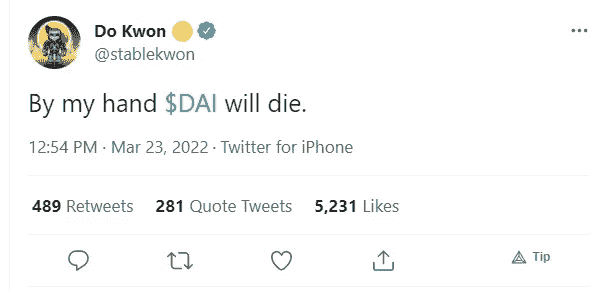 Do Kwon
@stablekwon
By my hand $DAI will die.
12:54 PM · Mar 23, 2022 · Twitter for iPhone
489 Retweets 281 Quote Tweets 5,231 Likes
Tip